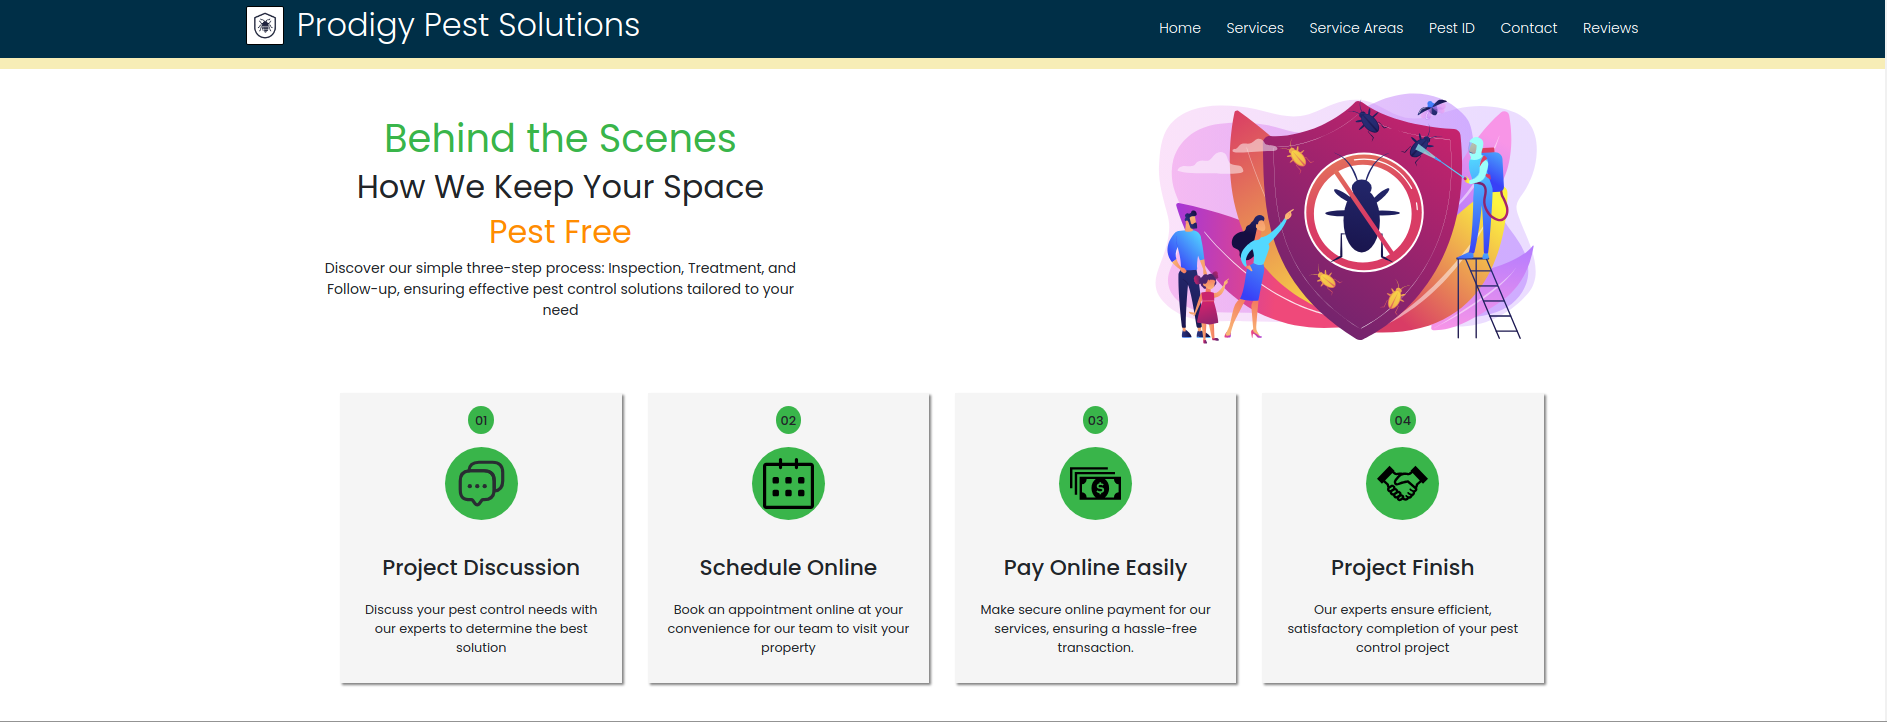 Prodigy Pest Solutions
Home Services Service Areas Pest ID Contact Reviews
Behind the Scenes
How We Keep Your Space
Pest Free
Discover our simple three-step process: Inspection, Treatment, and
Follow-up, ensuring effective pest control solutions tailored to your
need
01
Project Discussion
Discuss your pest control needs with
our experts to determine the best
solution
02
Schedule Online
Book an appointment online at your
convenience for our team to visit your
property
03
$
Pay Online Easily
Make secure online payment for our
services, ensuring a hassle-free
transaction.
04
Project Finish
Our experts ensure efficient,
satisfactory completion of your pest
control project